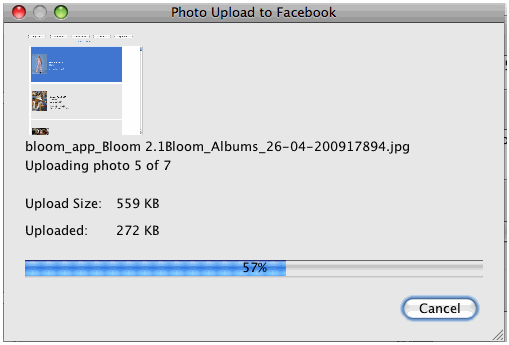 Photo Upload to Facebook
bloom_app_Bloom 2.1Bloom_Albums_26-04-200917894.jpg
Uploading photo 5 of 7
Upload Size: 559 KB
Uploaded: 272 KB
57%
Cancel